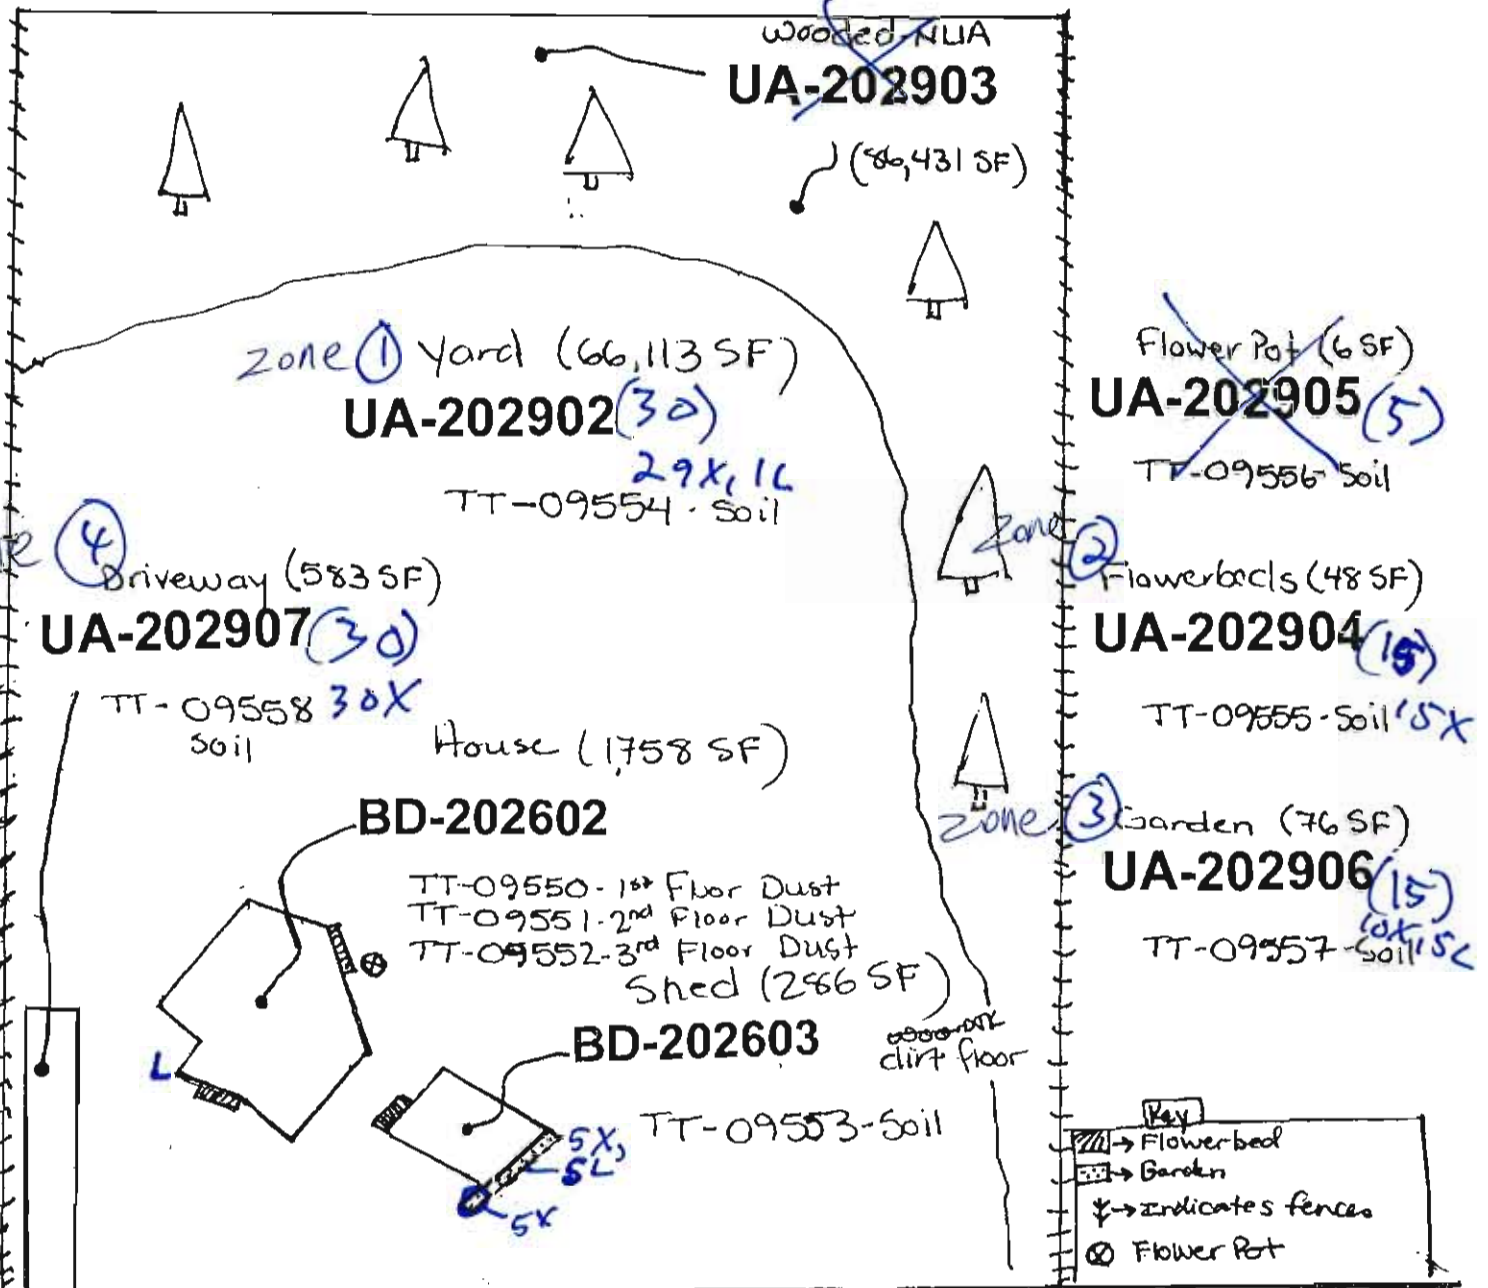 Wooded-NUA
UA-202903
(86,431 SF)
zone 1 Yard (66,113 SF)
UA-202902 (30)
29X, 1L
TT-09554 - Soil
Flower Pot (6 SF)
UA-202905 (5)
TT-09556- Soil
4
Driveway (583 SF)
UA-202907 (30)
TT-09558 30X
Soil
zone 2
Flowerbeds (48 SF)
UA-202904 (15)
TT-09555-Soil 15X
House (1,758 SF)
BD-202602
TT-09550-1st Floor Dust
TT-09551-2nd Floor Dust
TT-09552-3rd Floor Dust
zone 3 Garden (76 SF)
UA-202906 (15)
10X, 5L
TT-09557-Soil
Shed (286 SF)
BD-202603
dirt floor
TT-09553-Soil
L
5X,
5L
5X
Key
→ Flowerbed
→ Garden
→ Indicates fences
Flower Pot